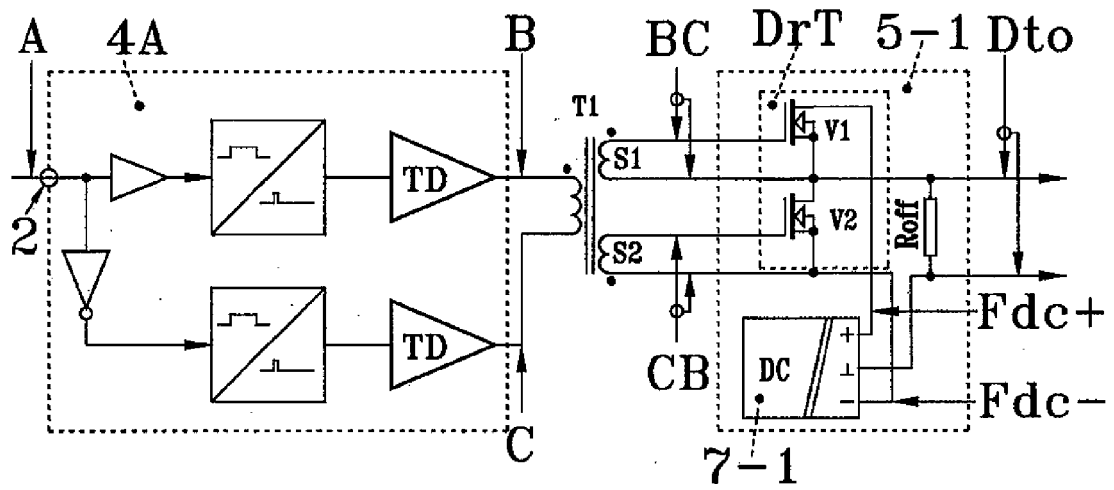 A
4A
B
BC
DrT
5-1
Dto
T1
V1
S1
TD
2
V2
Roff
S2
Fdc+
TD
CB
DC
+
⊥
−
Fdc-
C
7-1